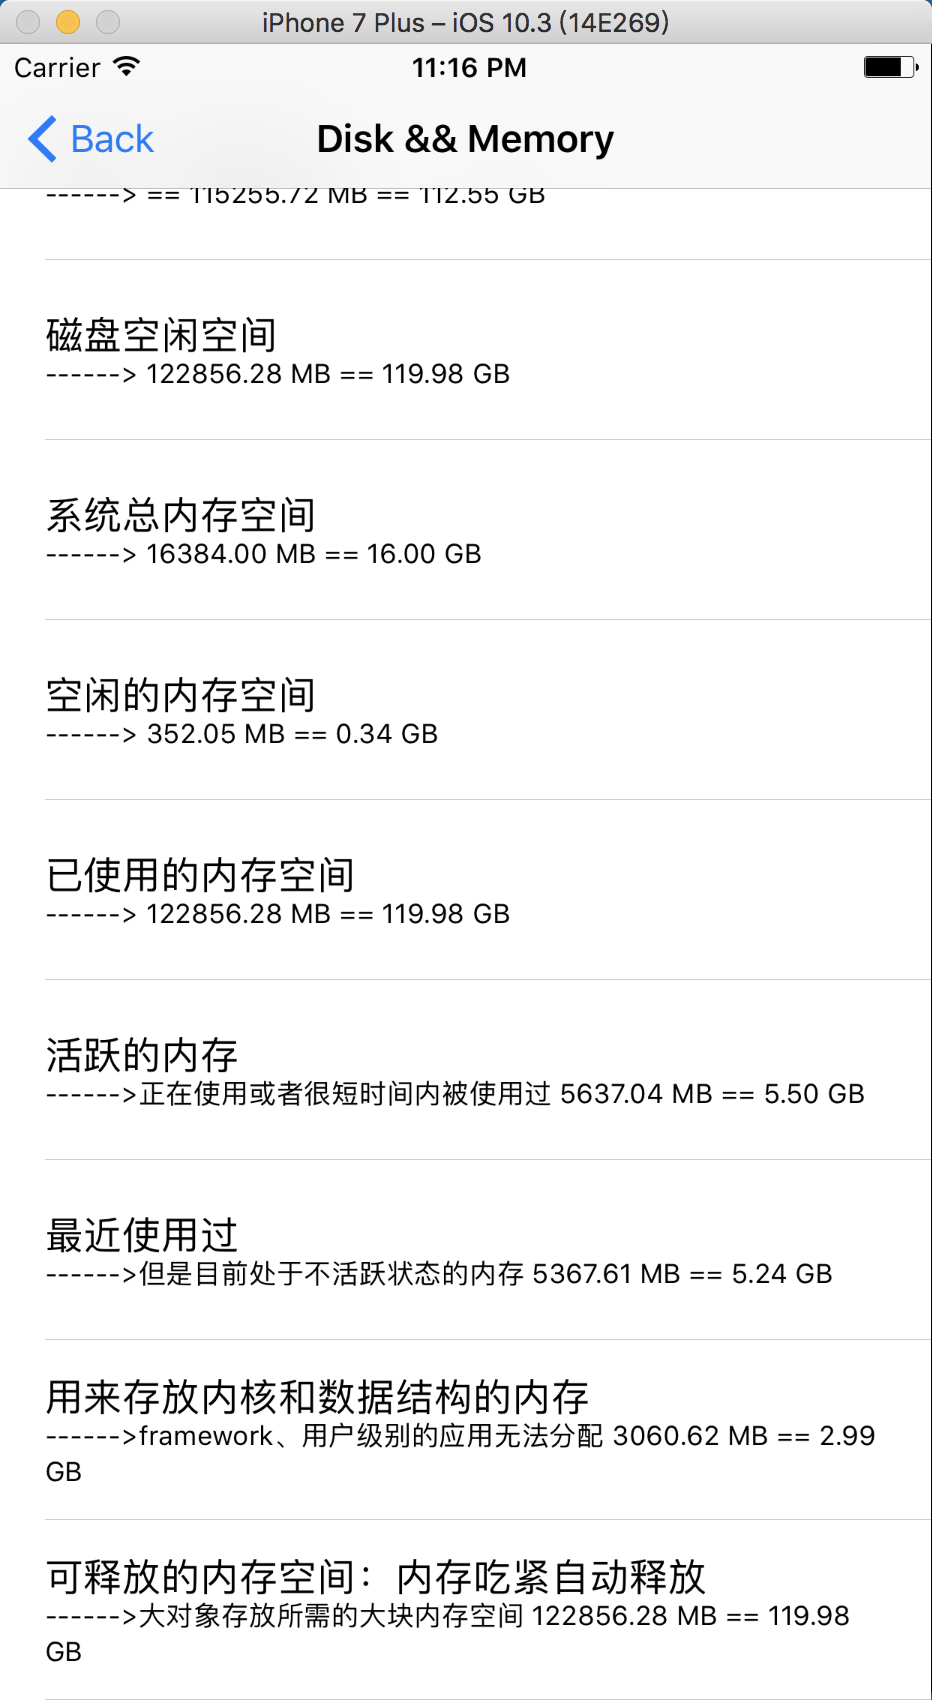 iPhone 7 Plus – iOS 10.3 (14E269)
Carrier 11:16 PM
Back Disk && Memory
------> == 115255.72 MB == 112.55 GB
磁盘空闲空间
------> 122856.28 MB == 119.98 GB
系统总内存空间
------> 16384.00 MB == 16.00 GB
空闲的内存空间
------> 352.05 MB == 0.34 GB
已使用的内存空间
------> 122856.28 MB == 119.98 GB
活跃的内存
------>正在使用或者很短时间内被使用过 5637.04 MB == 5.50 GB
最近使用过
------>但是目前处于不活跃状态的内存 5367.61 MB == 5.24 GB
用来存放内核和数据结构的内存
------>framework、用户级别的应用无法分配 3060.62 MB == 2.99
GB
可释放的内存空间：内存吃紧自动释放
------>大对象存放所需的大块内存空间 122856.28 MB == 119.98
GB